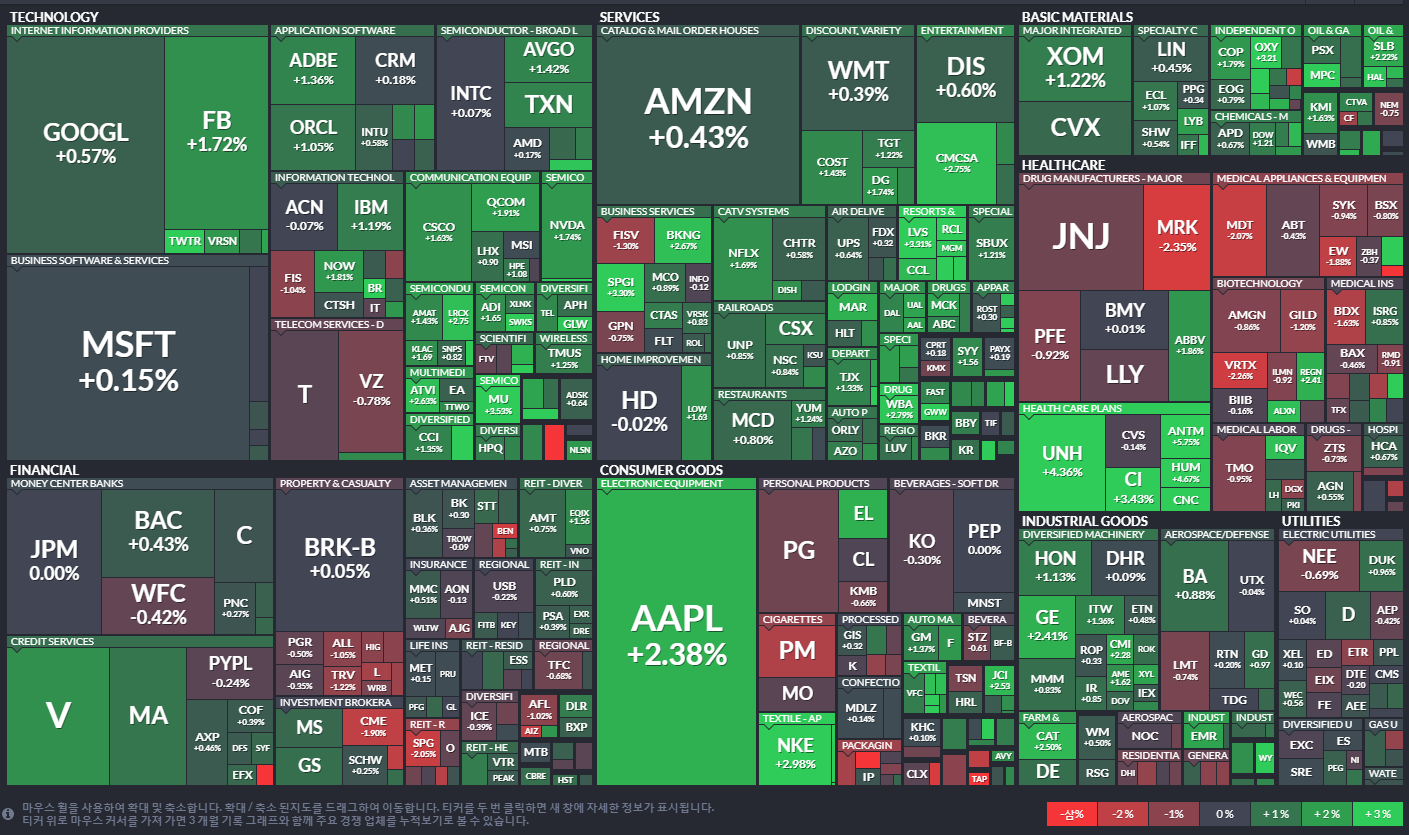 TECHNOLOGY
INTERNET INFORMATION PROVIDERS
GOOGL
+0.57%
FB
+1.72%
TWTR
VRSN
APPLICATION SOFTWARE
ADBE
+1.36%
CRM
+0.18%
ORCL
+1.05%
INTU
+0.58%
SEMICONDUCTOR - BROAD L
INTC
+0.07%
AVGO
+1.42%
TXN
AMD
+0.17%
BUSINESS SOFTWARE & SERVICES
MSFT
+0.15%
INFORMATION TECHNOL
ACN
-0.07%
IBM
+1.19%
FIS
-1.04%
NOW
+1.81%
BR
CTSH
IT
TELECOM SERVICES - D
T
VZ
-0.78%
COMMUNICATION EQUIP
CSCO
+1.63%
QCOM
+1.91%
LHX
+0.90
MSI
HPE
+1.08
SEMICO
NVDA
+1.74%
SEMICONDU
AMAT
+1.43%
LRCX
+2.75
KLAC
+1.69
SNPS
+0.82
SEMICON
ADI
+1.65
XLNX
SWKS
DIVERSIFI
TEL
APH
GLW
SCIENTIFI
FTV
WIRELESS
TMUS
+1.25%
MULTIMEDI
ATVI
+2.63%
EA
TTWO
SEMICO
MU
+3.53%
ADSK
+0.64
DIVERSIFIED
CCI
+1.35%
DIVERSI
HPQ
NLSN
SERVICES
CATALOG & MAIL ORDER HOUSES
AMZN
+0.43%
DISCOUNT, VARIETY
WMT
+0.39%
COST
+1.43%
TGT
+1.22%
DG
+1.74%
ENTERTAINMENT
DIS
+0.60%
CMCSA
+2.75%
BUSINESS SERVICES
FISV
-1.30%
BKNG
+2.67%
SPGI
+3.30%
MCO
+0.89%
INFO
-0.12
GPN
-0.75%
CTAS
VRSK
+0.83
FLT
ROL
CATV SYSTEMS
NFLX
+1.69%
CHTR
+0.58%
DISH
AIR DELIVE
UPS
+0.64%
FDX
+0.32
RESORTS &
LVS
+3.31%
RCL
MGM
CCL
SPECIAL
SBUX
+1.21%
RAILROADS
UNP
+0.85%
CSX
NSC
+0.84%
KSU
LODGIN
MAR
HLT
MAJOR
DAL
UAL
AAL
DRUGS
MCK
ABC
APPAR
ROST
+0.30
HOME IMPROVEMEN
HD
-0.02%
LOW
+1.63
RESTAURANTS
MCD
+0.80%
YUM
+1.24%
DEPART
TJX
+1.33%
SPECI
CPRT
+0.18
KMX
SYY
+1.56
PAYX
+0.19
DRUG
WBA
+2.79%
FAST
GWW
AUTO P
ORLY
AZO
REGIO
LUV
BKR
BBY
TIF
KR
BASIC MATERIALS
MAJOR INTEGRATED
XOM
+1.22%
CVX
SPECIALTY C
LIN
+0.45%
ECL
+1.07%
PPG
+0.34
SHW
+0.54%
LYB
IFF
INDEPENDENT O
COP
+1.79%
OXY
+3.21
EOG
+0.79%
CHEMICALS - M
APD
+0.67%
DOW
+1.21
OIL & GA
PSX
MPC
OIL &
SLB
+2.22%
HAL
KMI
+1.63%
WMB
CTVA
CF
NEM
-0.75
HEALTHCARE
DRUG MANUFACTURERS - MAJOR
JNJ
MRK
-2.35%
PFE
-0.92%
BMY
+0.01%
LLY
ABBV
+1.86%
MEDICAL APPLIANCES & EQUIPMEN
MDT
-2.07%
ABT
-0.43%
SYK
-0.94%
BSX
-0.80%
EW
-1.88%
ZBH
-0.37
BIOTECHNOLOGY
AMGN
-0.86%
GILD
-1.20%
VRTX
-2.26%
ILMN
-0.92
REGN
+2.41
BIIB
-0.16%
ALXN
MEDICAL INS
BDX
-1.63%
ISRG
+0.85%
BAX
-0.46%
RMD
-0.91
TFX
HEALTH CARE PLANS
UNH
+4.36%
CVS
-0.14%
ANTM
+5.75%
CI
+3.43%
HUM
+4.67%
CNC
MEDICAL LABOR
TMO
-0.95%
IQV
LH
DGX
PKI
DRUGS -
ZTS
-0.73%
AGN
+0.55%
HOSPI
HCA
+0.67%
FINANCIAL
MONEY CENTER BANKS
JPM
0.00%
BAC
+0.43%
C
WFC
-0.42%
PNC
+0.27%
PROPERTY & CASUALTY
BRK-B
+0.05%
PGR
-0.50%
ALL
-1.05%
HIG
AIG
-0.35%
TRV
-1.22%
L
WRB
ASSET MANAGEMEN
BLK
+0.36%
BK
+0.30
STT
TROW
-0.09
BEN
REIT - DIVER
AMT
+0.75%
EQIX
+1.56
VNO
INSURANCE
MMC
+0.51%
AON
-0.13
WLTW
AJG
REGIONAL
USB
-0.22%
FITB
KEY
REIT - IN
PLD
+0.60%
PSA
+0.39%
EXR
DRE
CREDIT SERVICES
V
MA
PYPL
-0.24%
AXP
+0.46%
COF
+0.39%
DFS
SYF
EFX
INVESTMENT BROKERA
MS
GS
CME
-1.90%
SCHW
+0.25%
LIFE INS
MET
+0.15
PRU
PFG
GL
REIT - RESID
ESS
REGIONAL
TFC
-0.68%
DIVERSIFI
ICE
-0.39%
AFL
-1.02%
AIZ
DLR
BXP
REIT - R
SPG
-2.05%
O
REIT - HE
VTR
PEAK
MTB
CBRE
HST
CONSUMER GOODS
ELECTRONIC EQUIPMENT
AAPL
+2.38%
PERSONAL PRODUCTS
PG
EL
CL
KMB
-0.66%
BEVERAGES - SOFT DR
KO
-0.30%
PEP
0.00%
MNST
CIGARETTES
PM
MO
PROCESSED
GIS
+0.32
K
AUTO MA
GM
+1.37%
F
BEVERA
STZ
-0.61
BF-B
CONFECTIO
MDLZ
+0.14%
TEXTIL
VFC
TSN
HRL
JCI
+2.53
TEXTILE - AP
NKE
+2.98%
PACKAGIN
IP
KHC
+0.10%
CLX
AVY
TAP
INDUSTRIAL GOODS
DIVERSIFIED MACHINERY
HON
+1.13%
DHR
+0.09%
GE
+2.41%
ITW
+1.36%
ETN
+0.48%
MMM
+0.83%
ROP
+0.33
CMI
+2.28
ROK
IR
+0.85
AME
+1.62
XYL
DOV
IEX
AEROSPACE/DEFENSE
BA
+0.88%
UTX
-0.04%
LMT
-0.74%
RTN
+0.20%
GD
+0.97
TDG
FARM &
CAT
+2.50%
DE
WM
+0.50%
RSG
AEROSPAC
NOC
INDUST
EMR
INDUST
RESIDENTIA
DHI
GENERA
WY
UTILITIES
ELECTRIC UTILITIES
NEE
-0.69%
DUK
+0.96%
SO
+0.04%
D
AEP
-0.42%
XEL
+0.10
ED
ETR
PPL
EIX
DTE
-0.20
CMS
WEC
+0.56
FE
AEE
DIVERSIFIED U
EXC
ES
SRE
PEG
NI
GAS U
WATE
마우스 휠을 사용하여 확대 및 축소합니다. 확대 / 축소 된지도를 드래그하여 이동합니다. 티커를 두 번 클릭하면 새 창에 자세한 정보가 표시됩니다.
티커 위로 마우스 커서를 가져 가면 3 개월 기록 그래프와 함께 주요 경쟁 업체를 누적보기로 볼 수 있습니다.
-삼% -2 % -1% 0 % +1% +2 % +3%